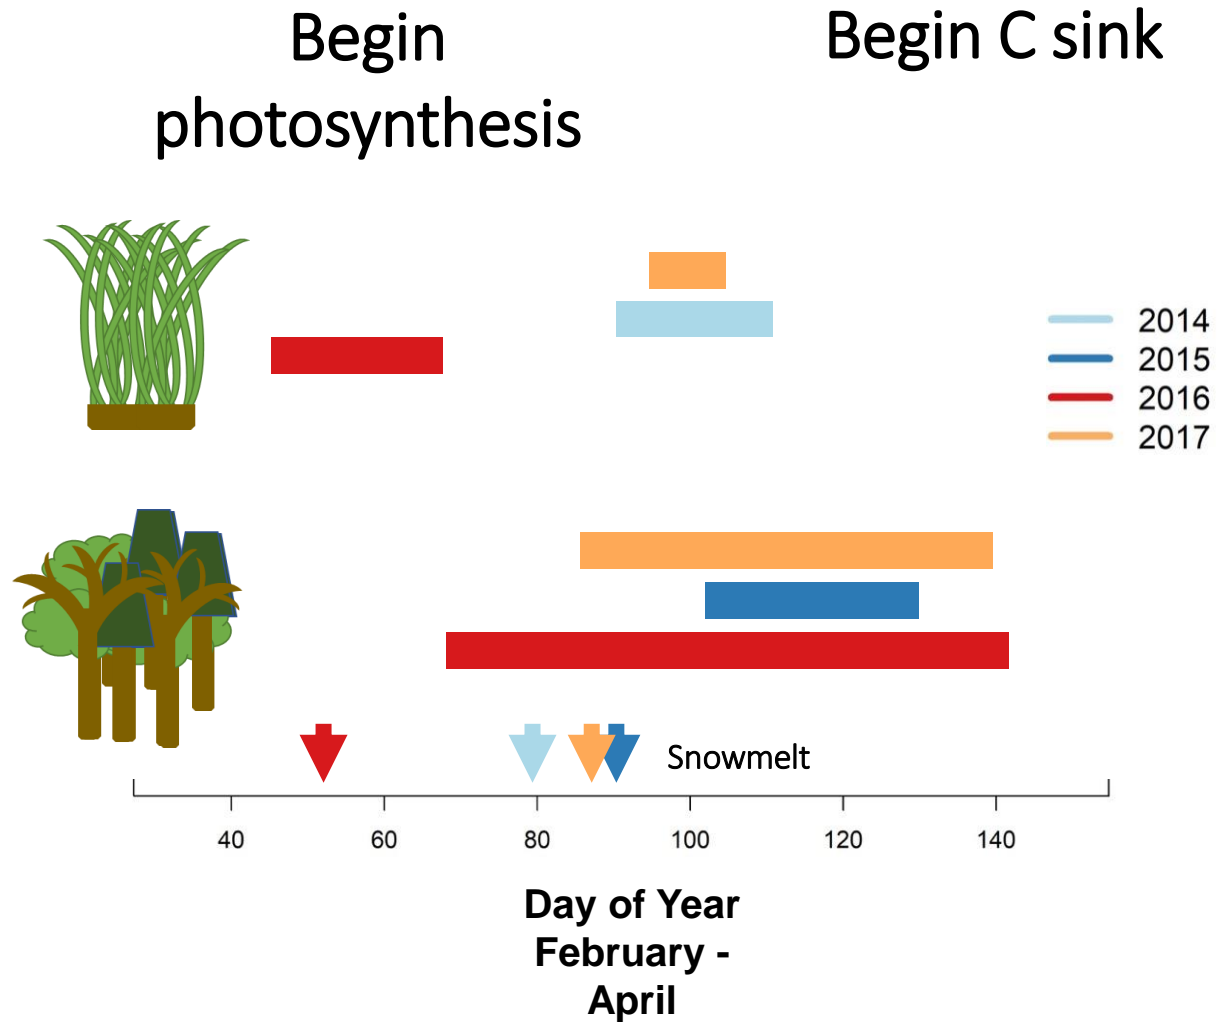 Begin
photosynthesis
Begin C sink
2014
2015
2016
2017
Snowmelt
40 60 80 100 120 140
Day of Year
February -
April